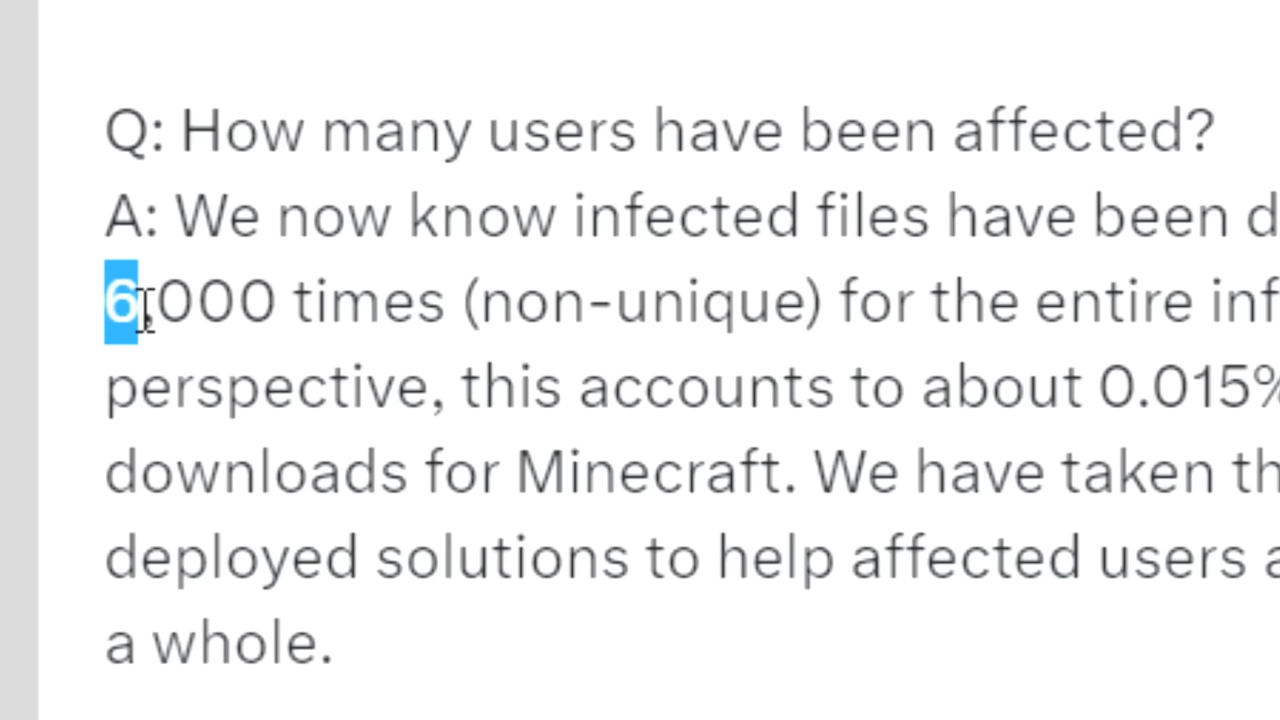 Q: How many users have been affected?
A: We now know infected files have been
6,000 times (non-unique) for the entire
perspective, this accounts to about 0.015%
downloads for Minecraft. We have taken
deployed solutions to help affected users
a whole.